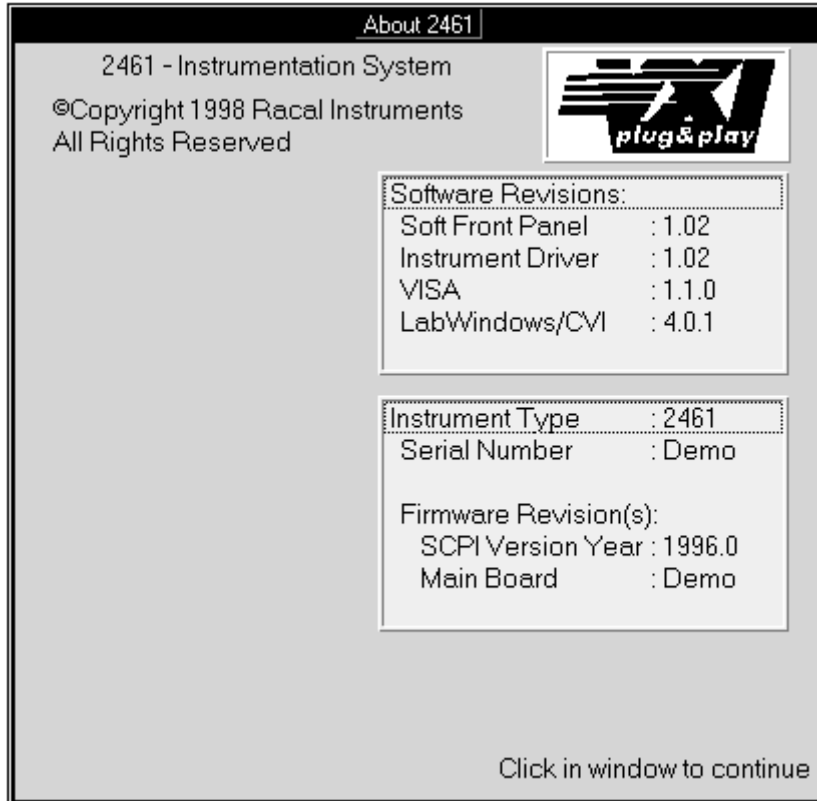 About 2461
2461 - Instrumentation System
©Copyright 1998 Racal Instruments
All Rights Reserved
VXI
plug&play
Software Revisions:
Soft Front Panel : 1.02
Instrument Driver : 1.02
VISA : 1.1.0
LabWindows/CVI : 4.0.1
Instrument Type : 2461
Serial Number : Demo
Firmware Revision(s):
SCPI Version Year : 1996.0
Main Board : Demo
Click in window to continue